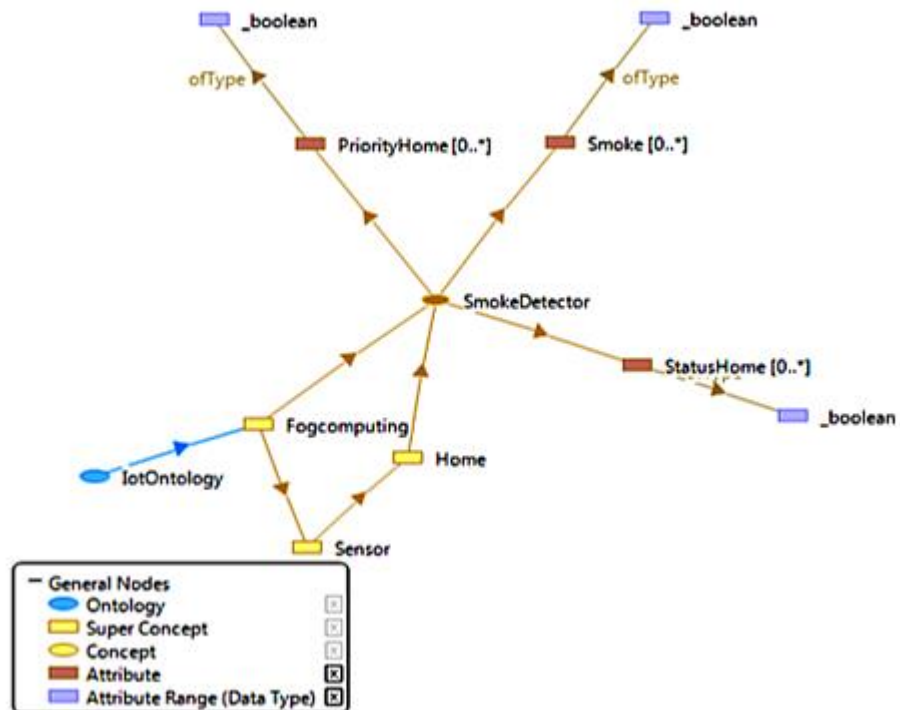 _boolean
_boolean
ofType
ofType
PriorityHome [0..*]
Smoke [0..*]
SmokeDetector
StatusHome [0..*]
_boolean
Fogcomputing
Home
IotOntology
Sensor
General Nodes
Ontology
Super Concept
Concept
Attribute
Attribute Range (Data Type)